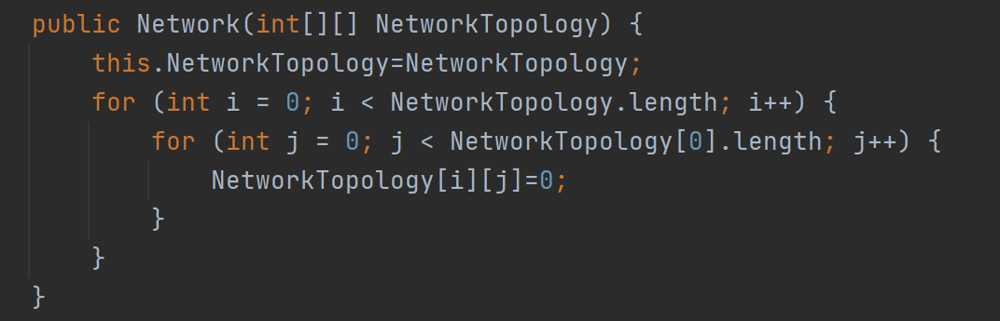 public Network(int[][] NetworkTopology) {
    this.NetworkTopology=NetworkTopology;
    for (int i = 0; i < NetworkTopology.length; i++) {
        for (int j = 0; j < NetworkTopology[0].length; j++) {
            NetworkTopology[i][j]=0;
        }
    }
}